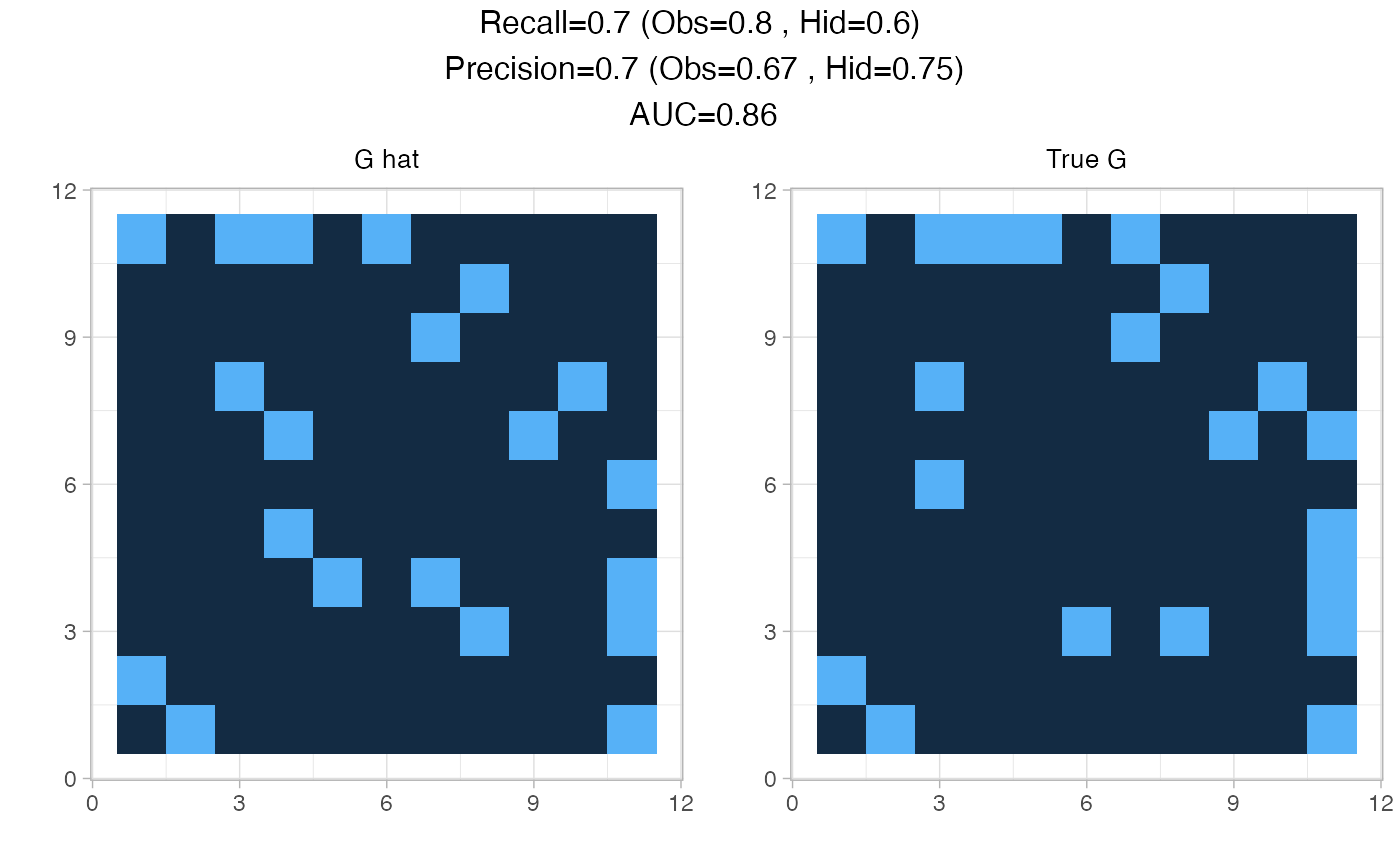 Recall=0.7 (Obs=0.8 , Hid=0.6)
Precision=0.7 (Obs=0.67 , Hid=0.75)
AUC=0.86
G hat
True G
12
9
6
3
0
0 3 6 9 12
12
9
6
3
0
0 3 6 9 12